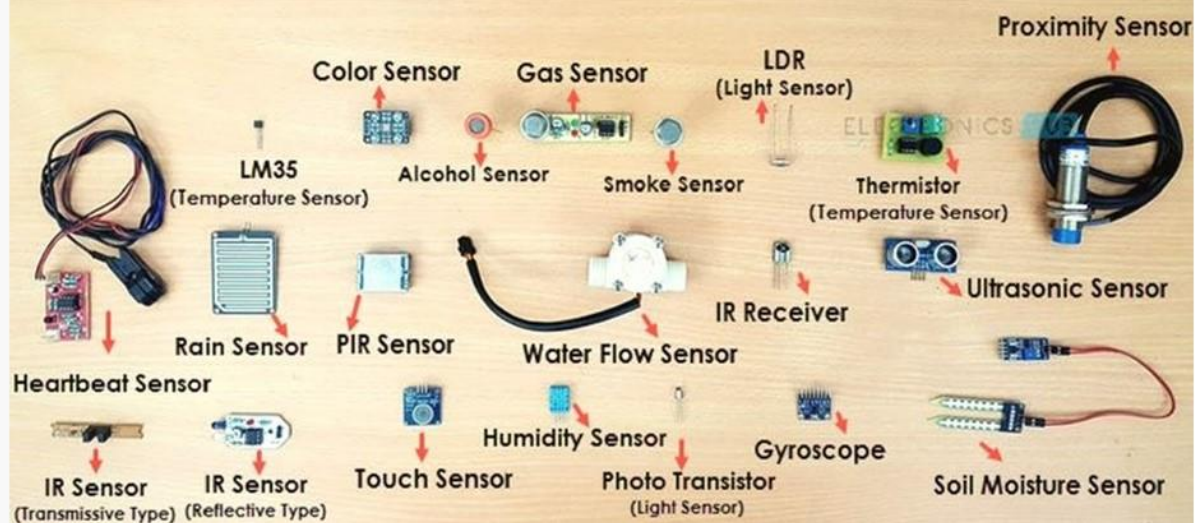 Proximity Sensor
Color Sensor
Gas Sensor
LDR
(Light Sensor)
ELECTRONICS HUB
LM35
(Temperature Sensor)
Alcohol Sensor
Smoke Sensor
Thermistor
(Temperature Sensor)
Rain Sensor
PIR Sensor
Water Flow Sensor
IR Receiver
Ultrasonic Sensor
Heartbeat Sensor
IR Sensor
(Transmissive Type)
IR Sensor
(Reflective Type)
Touch Sensor
Humidity Sensor
Photo Transistor
(Light Sensor)
Gyroscope
Soil Moisture Sensor